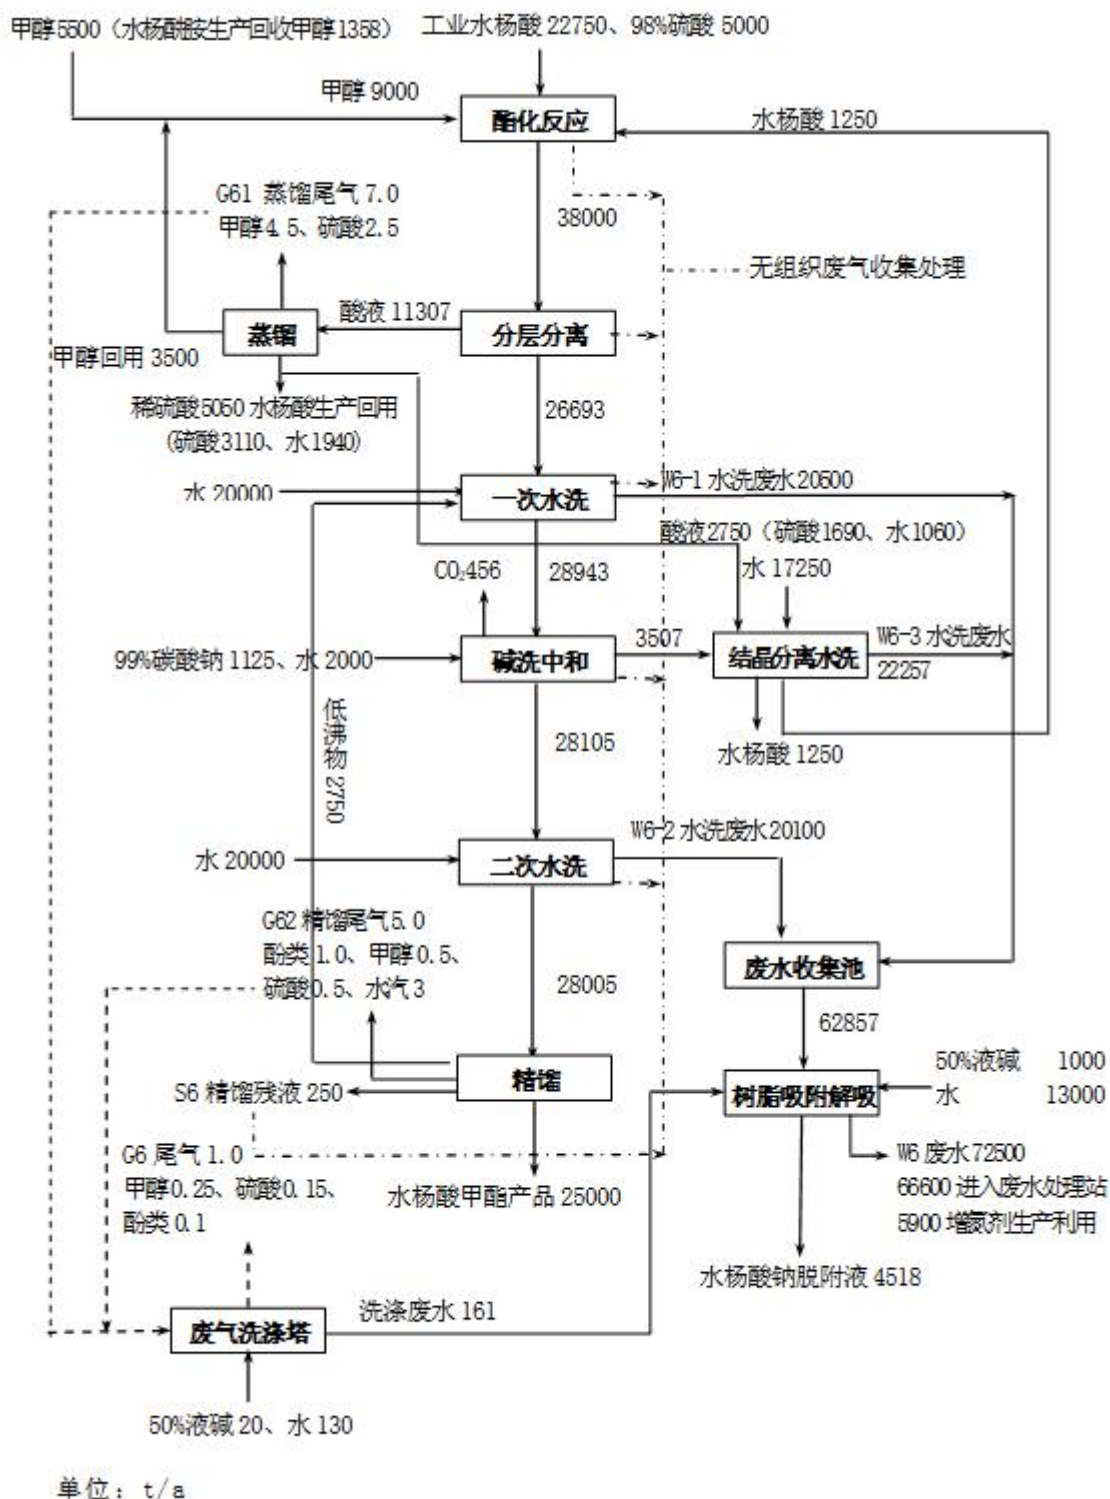 甲醇5500（水杨酰胺生产回收甲醇1358）
工业水杨酸 22750、98%硫酸 5000
甲醇 9000
酯化反应
水杨酸 1250
G61 蒸馏尾气 7.0
甲醇4.5、硫酸2.5
38000
无组织废气收集处理
酸液 11307
蒸馏
分层分离
甲醇回用 3500
稀硫酸5050 水杨酸生产回用
(硫酸3110、水1940)
26693
水 20000
一次水洗
W6-1 水洗废水20500
酸液2750（硫酸1690、水1060）
CO₂456
28943
水 17250
99%碳酸钠 1125、水 2000
碱洗中和
3507
结晶分离水洗
W6-3 水洗废水
22257
低沸物 2750
28105
水杨酸 1250
W6-2 水洗废水20100
水 20000
二次水洗
G62 精馏尾气5.0
酚类 1.0、甲醇 0.5、
硫酸0.5、水汽 3
28005
废水收集池
62857
精馏
S6 精馏残液 250
50%液碱 1000
水 13000
树脂吸附解吸
G6 尾气 1.0
甲醇0.25、硫酸0.15、
酚类 0.1
水杨酸甲酯产品 25000
W6 废水 72500
66600 进入废水处理站
5900 增氮剂生产利用
水杨酸钠脱附液 4518
洗涤废水 161
废气洗涤塔
50%液碱 20、水 130
单位：t/a